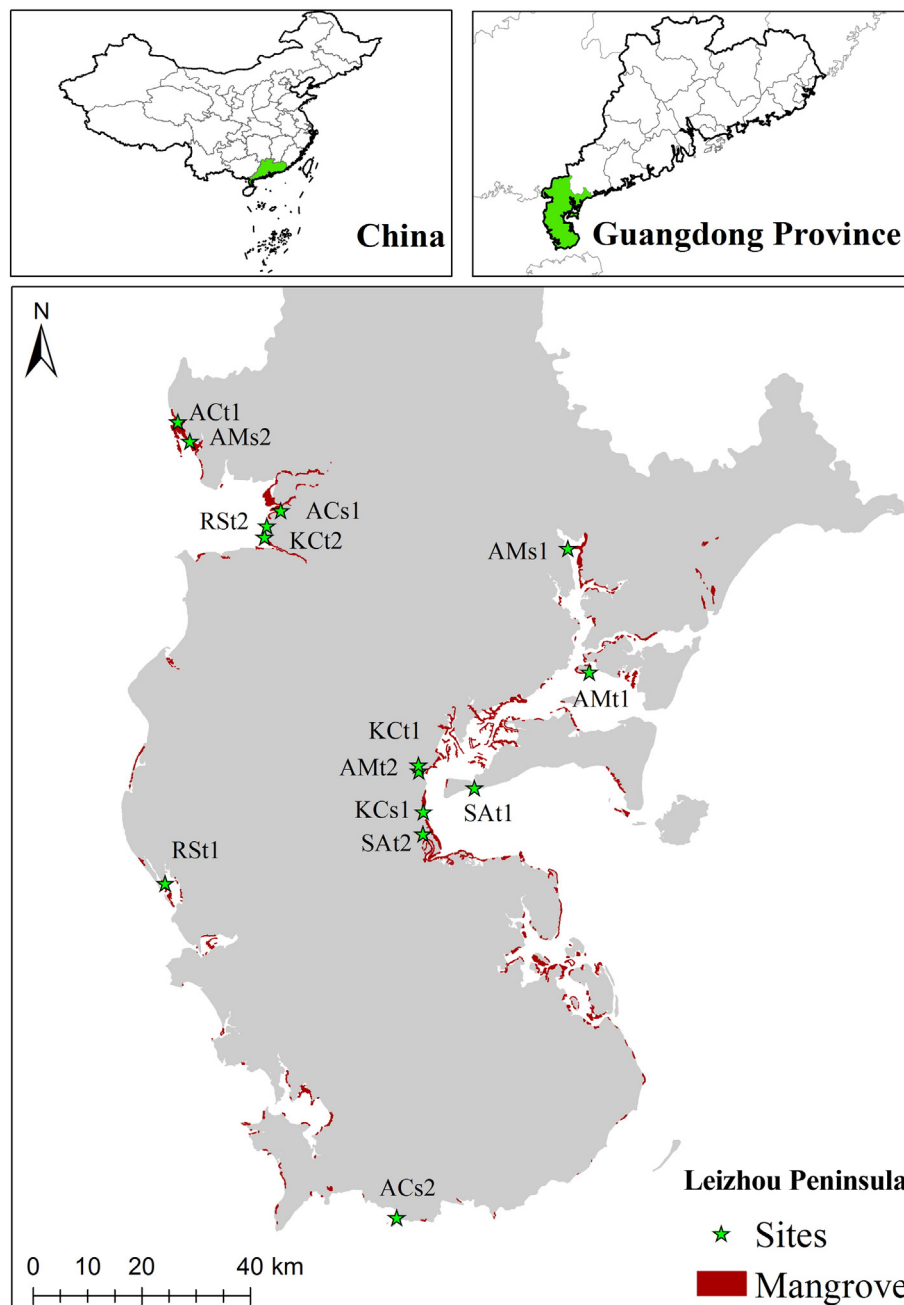 China
Guangdong Province
N
ACt1
AMs2
ACs1
RSt2
KCt2
AMs1
AMt1
KCt1
AMt2
SAt1
KCs1
SAt2
RSt1
ACs2
Leizhou Peninsula
Sites
Mangrove
0 10 20 40 km